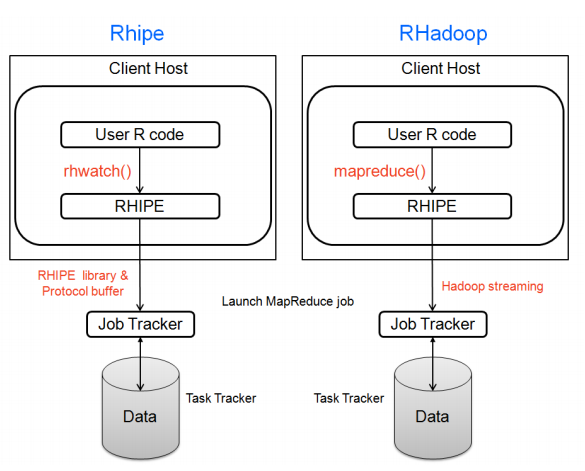 Rhipe
Client Host
User R code
rhwatch()
RHIPE
RHIPE library &
Protocol buffer
Job Tracker
Data
Task Tracker
Launch MapReduce job
RHadoop
Client Host
User R code
mapreduce()
RHIPE
Hadoop streaming
Job Tracker
Task Tracker
Data